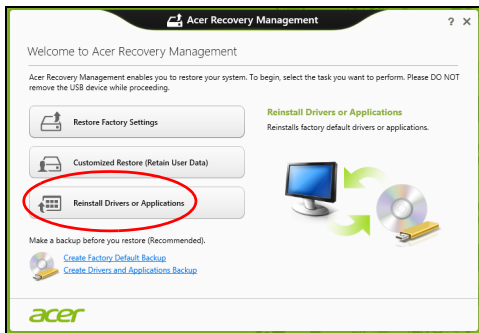 Acer Recovery Management
? ×
Welcome to Acer Recovery Management
Acer Recovery Management enables you to restore your system. To begin, select the task you want to perform. Please DO NOT
remove the USB device while proceeding.
Restore Factory Settings
Customized Restore (Retain User Data)
Reinstall Drivers or Applications
Reinstall Drivers or Applications
Reinstalls factory default drivers or applications.
Make a backup before you restore (Recommended).
Create Factory Default Backup
Create Drivers and Applications Backup
acer